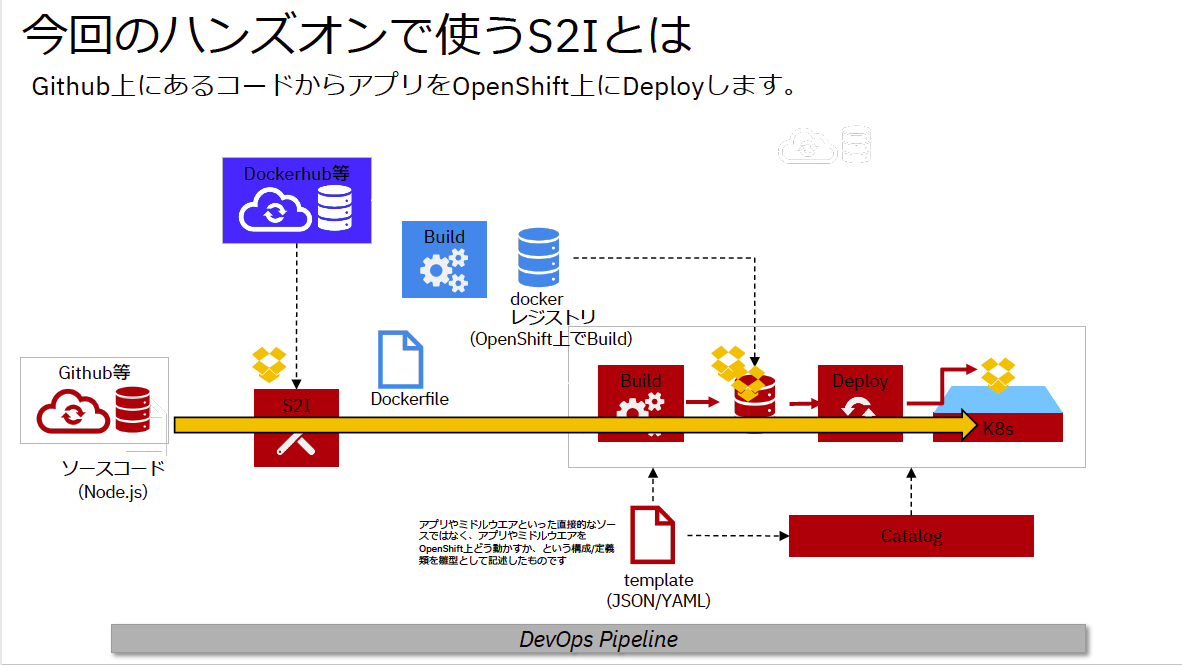 今回のハンズオンで使うS2Iとは
Github上にあるコードからアプリをOpenShift上にDeployします。
Dockerhub等
Build
docker
レジストリ
(OpenShift上でBuild)
Github等
S2I
Dockerfile
Build
Deploy
K8s
ソースコード
(Node.js)
アプリやミドルウエアといった直接的なソー
スではなく、アプリやミドルウエアを
OpenShift上どう動かすか、という構成/定義
類を雛型として記述したものです
Catalog
template
(JSON/YAML)
DevOps Pipeline